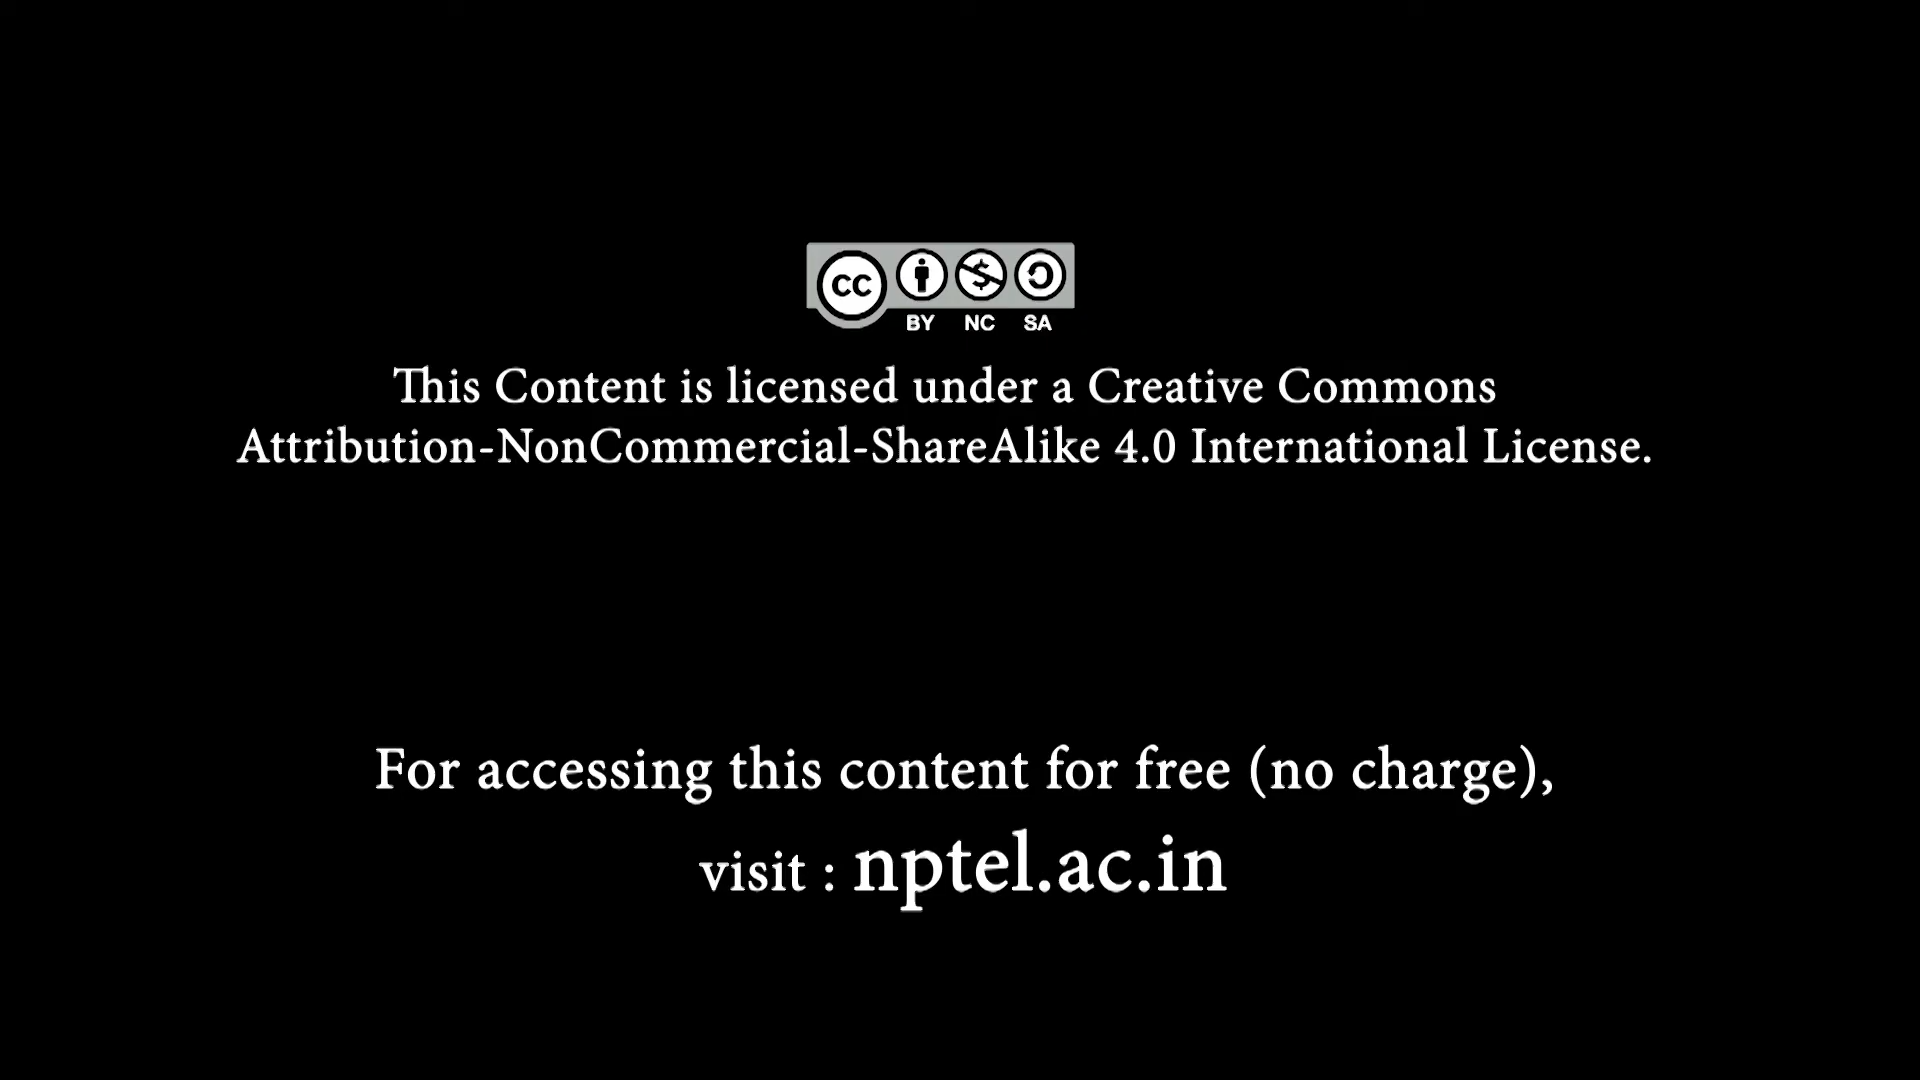 CC BY NC SA
This Content is licensed under a Creative Commons
Attribution-NonCommercial-ShareAlike 4.0 International License.
For accessing this content for free (no charge),
visit : nptel.ac.in